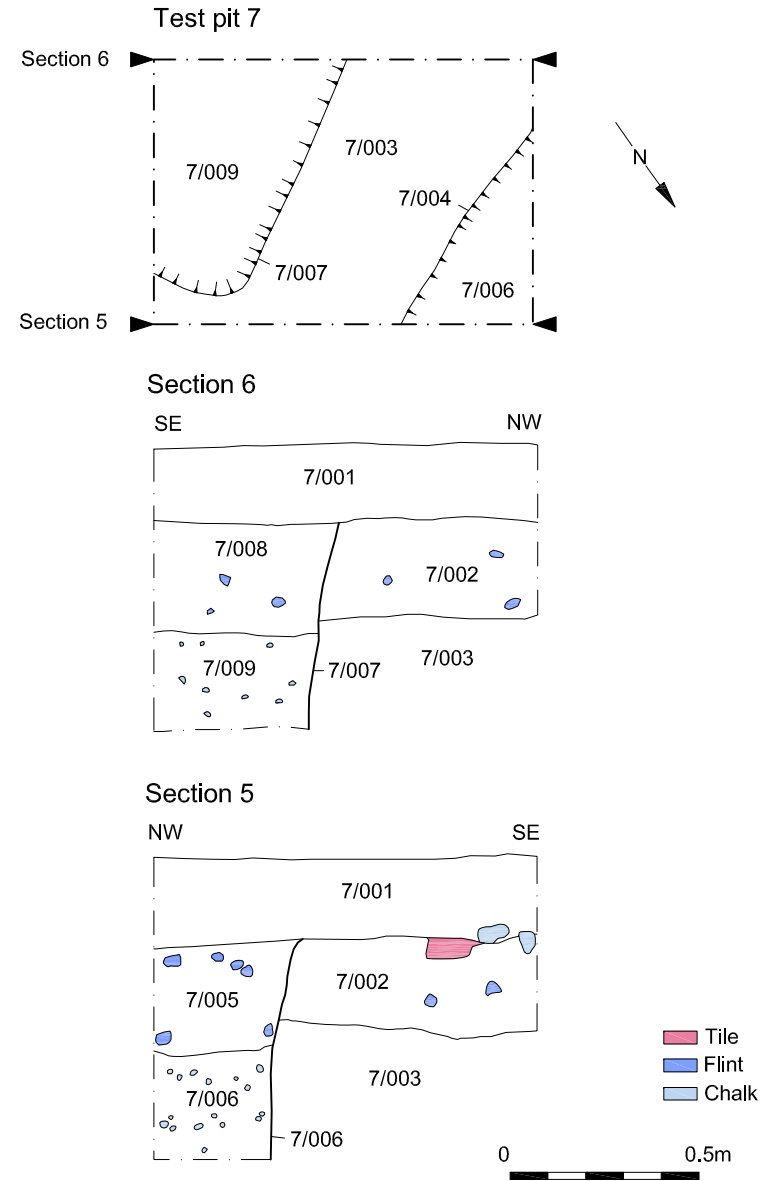 Test pit 7
Section 6
7/003
7/009
7/004
7/007
7/006
Section 5
N
Section 6
SE NW
7/001
7/008
7/002
7/009
7/007
7/003
Section 5
NW SE
7/001
7/002
7/005
7/003
7/006
7/006
Tile
Flint
Chalk
0 0.5m